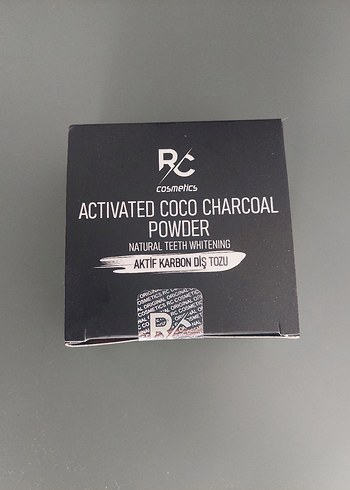 RC
cosmetics
ACTIVATED COCO CHARCOAL
POWDER
NATURAL TEETH WHITENING
AKTİF KARBON DİŞ TOZU